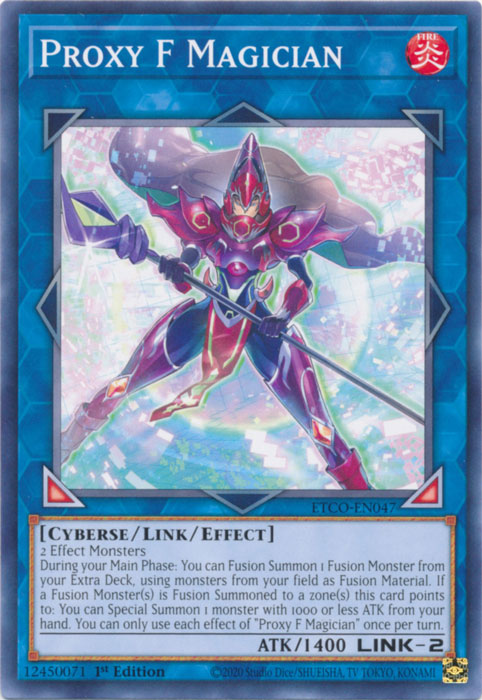 PROXY F MAGICIAN
FIRE
炎
ETCO-EN047
[CYBERSE/LINK/EFFECT]
2 Effect Monsters
During your Main Phase: You can Fusion Summon 1 Fusion Monster from
your Extra Deck, using monsters from your field as Fusion Material. If
a Fusion Monster(s) is Fusion Summoned to a zone(s) this card points
to: You can Special Summon 1 monster with 1000 or less ATK from your
hand. You can only use each effect of "Proxy F Magician" once per turn.
ATK/1400 LINK-2
12450071 1st Edition ©2020 Studio Dice/SHUEISHA, TV TOKYO, KONAMI